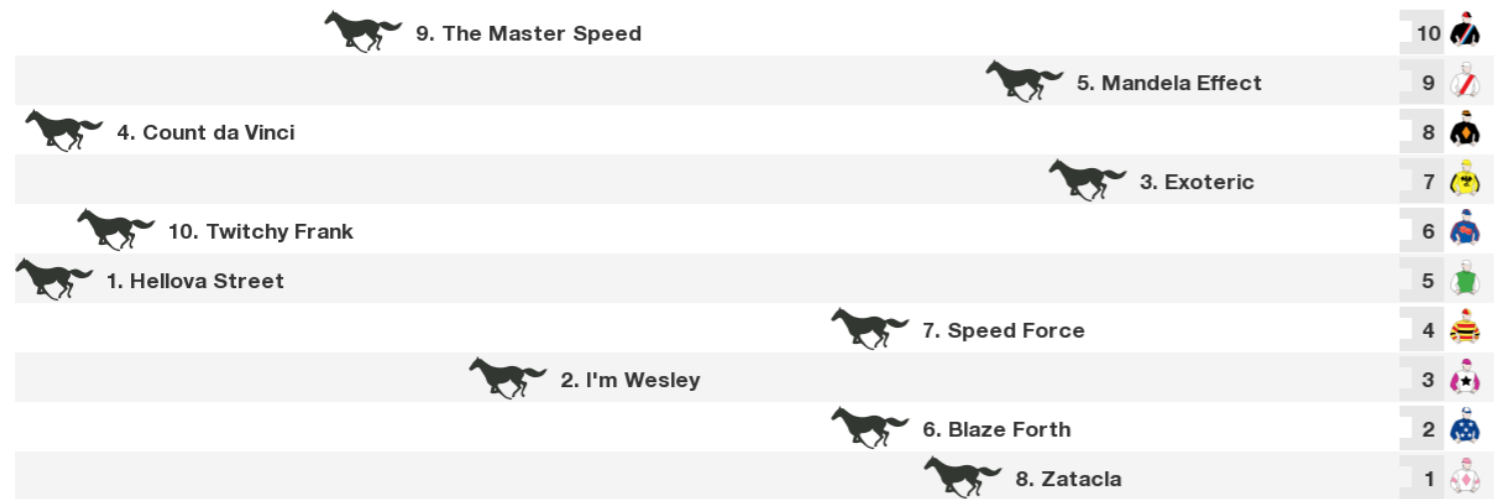 9. The Master Speed 10
5. Mandela Effect 9
4. Count da Vinci 8
3. Exoteric 7
10. Twitchy Frank 6
1. Hellova Street 5
7. Speed Force 4
2. I'm Wesley 3
6. Blaze Forth 2
8. Zatacla 1